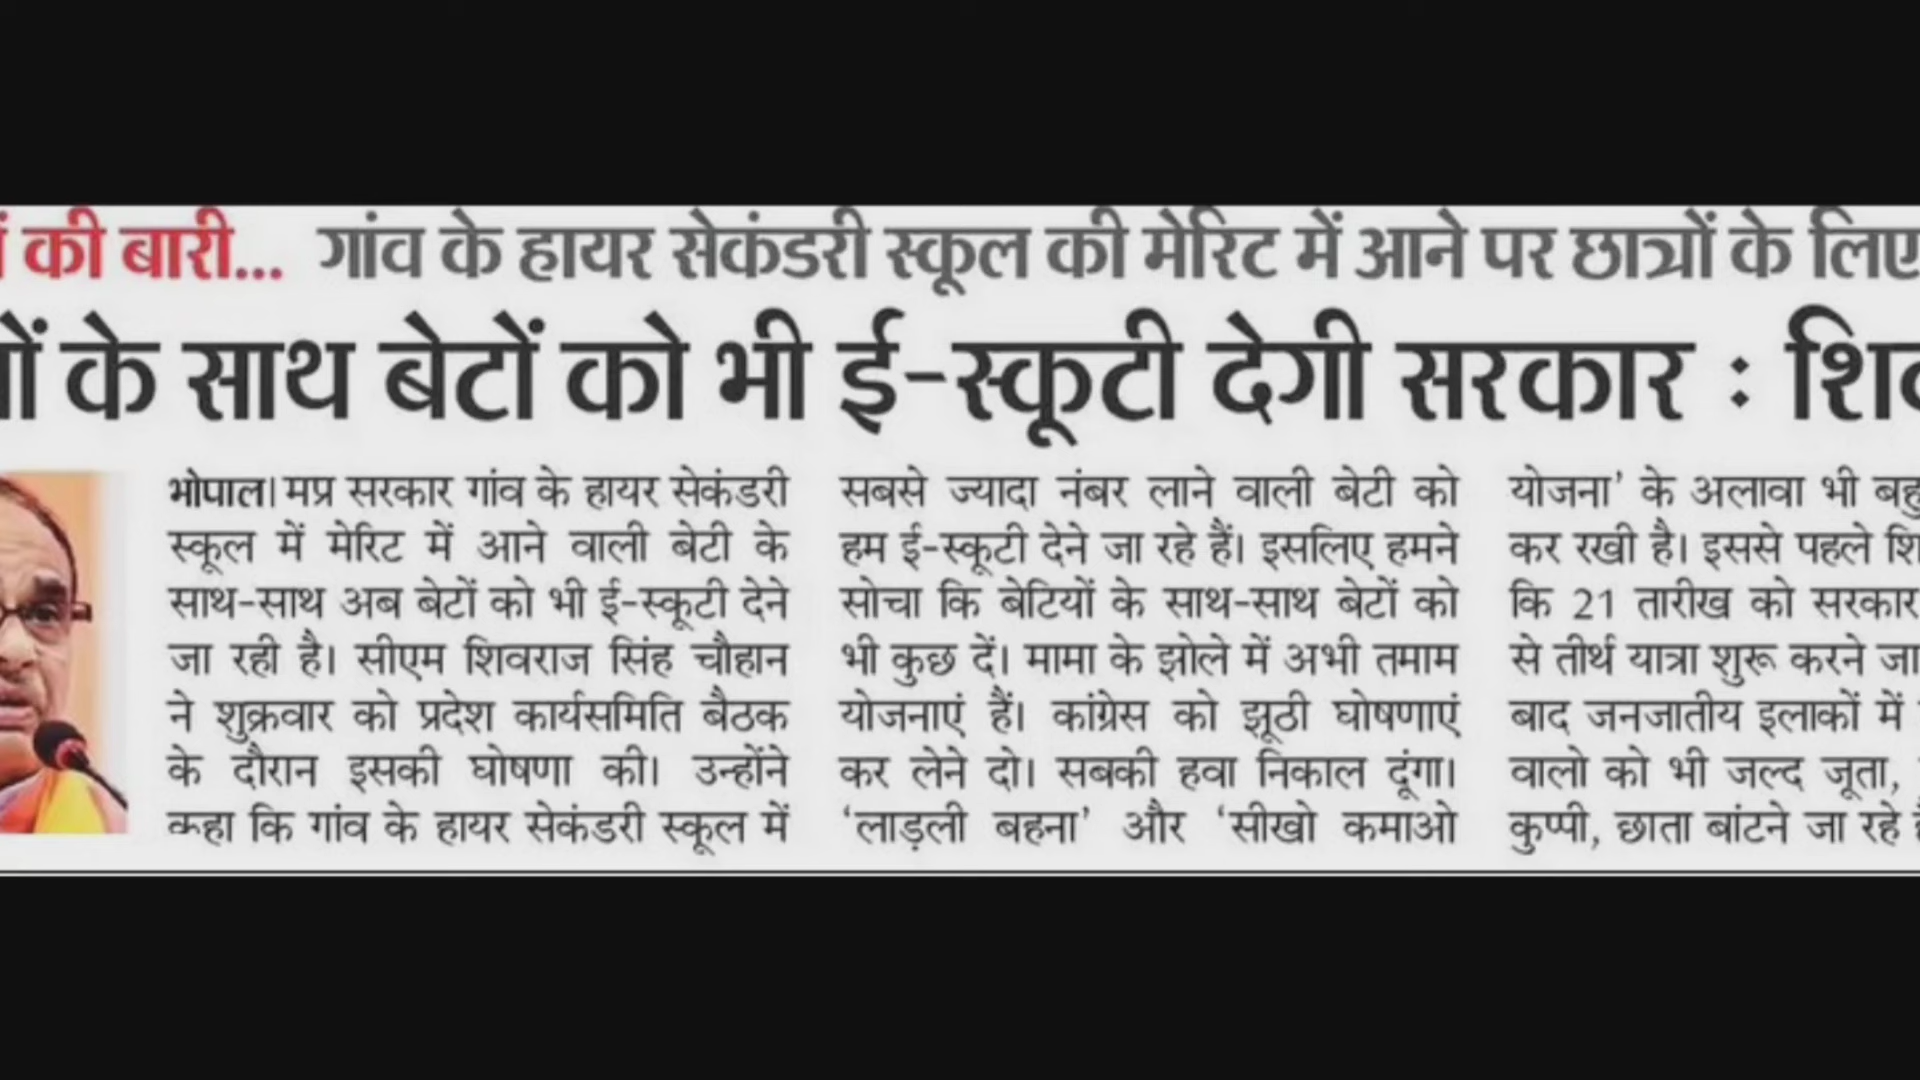 की बारी... गांव के हायर सेकंडरी स्कूल की मेरिट में आने पर छात्रों के लिए
के साथ बेटों को भी ई-स्कूटी देगी सरकार :
भोपाल। मप्र सरकार गांव के हायर सेकंडरी
स्कूल में मेरिट में आने वाली बेटी के
साथ-साथ अब बेटों को भी ई-स्कूटी देने
जा रही है। सीएम शिवराज सिंह चौहान
ने शुक्रवार को प्रदेश कार्यसमिति बैठक
के दौरान इसकी घोषणा की। उन्होंने
कहा कि गांव के हायर सेकंडरी स्कूल में
सबसे ज्यादा नंबर लाने वाली बेटी को
हम ई-स्कूटी देने जा रहे हैं। इसलिए हमने
सोचा कि बेटियों के साथ-साथ बेटों को
भी कुछ दें। मामा के झोले में अभी तमाम
योजनाएं हैं। कांग्रेस को झूठी घोषणाएं
कर लेने दो। सबकी हवा निकाल दूंगा।
‘लाड़ली बहना’ और ‘सीखो कमाओ
योजना’ के अलावा भी
कर रखी है। इससे पहले
कि 21 तारीख को सरकार
से तीर्थ यात्रा शुरू करने
बाद जनजातीय इलाकों में
वालो को भी जल्द जूता,
कुप्पी, छाता बांटने जा रहे